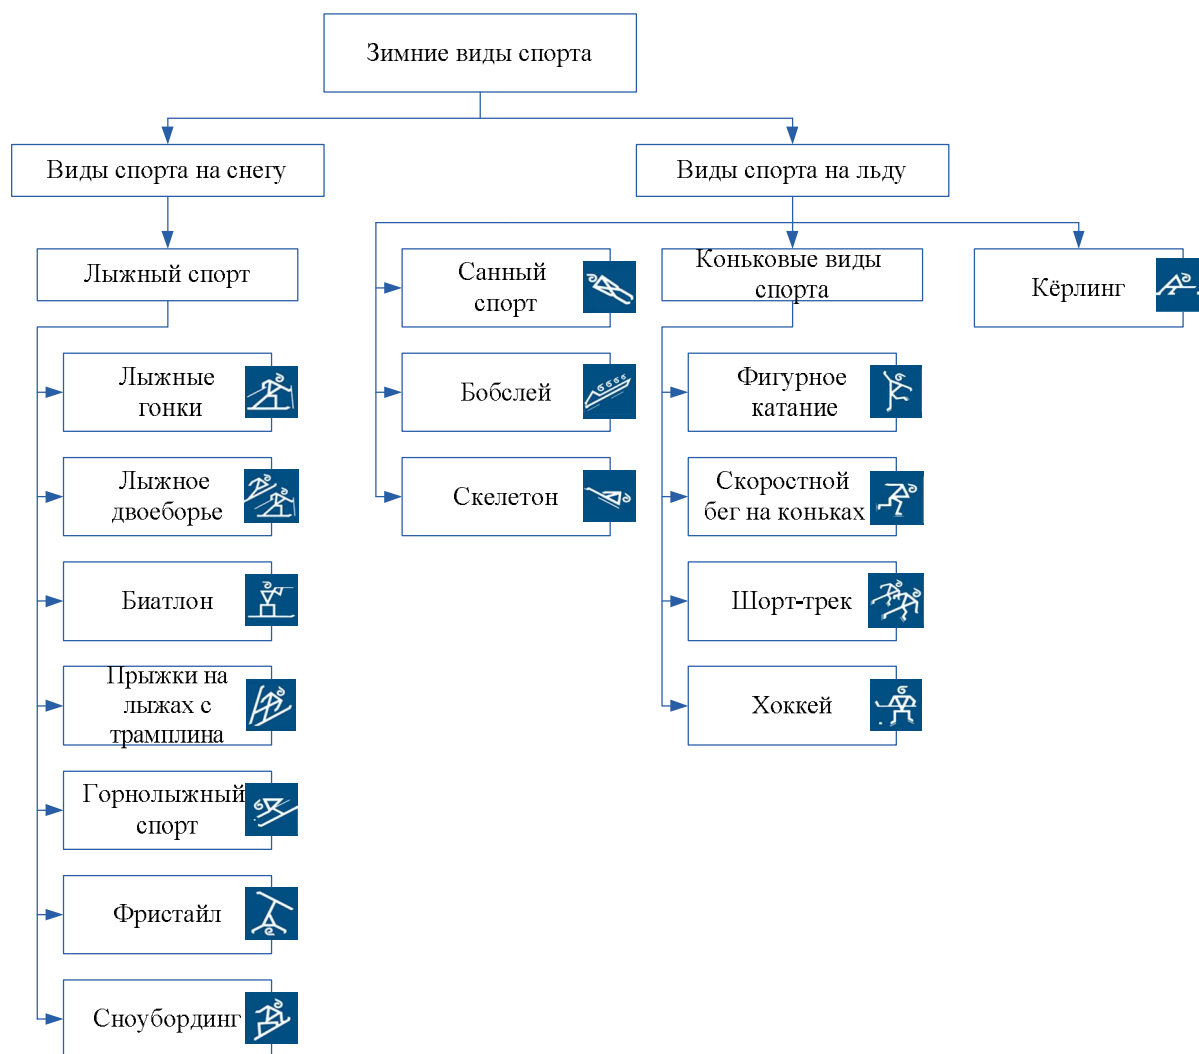 Зимние виды спорта
Виды спорта на снегу
Виды спорта на льду
Лыжный спорт
Санный
спорт
Коньковые виды
спорта
Кёрлинг
Лыжные
гонки
Бобслей
Фигурное
катание
Лыжное
двоеборье
Скелетон
Скоростной
бег на коньках
Биатлон
Шорт-трек
Прыжки на
лыжах с
трамплина
Хоккей
Горнолыжный
спорт
Фристайл
Сноубординг